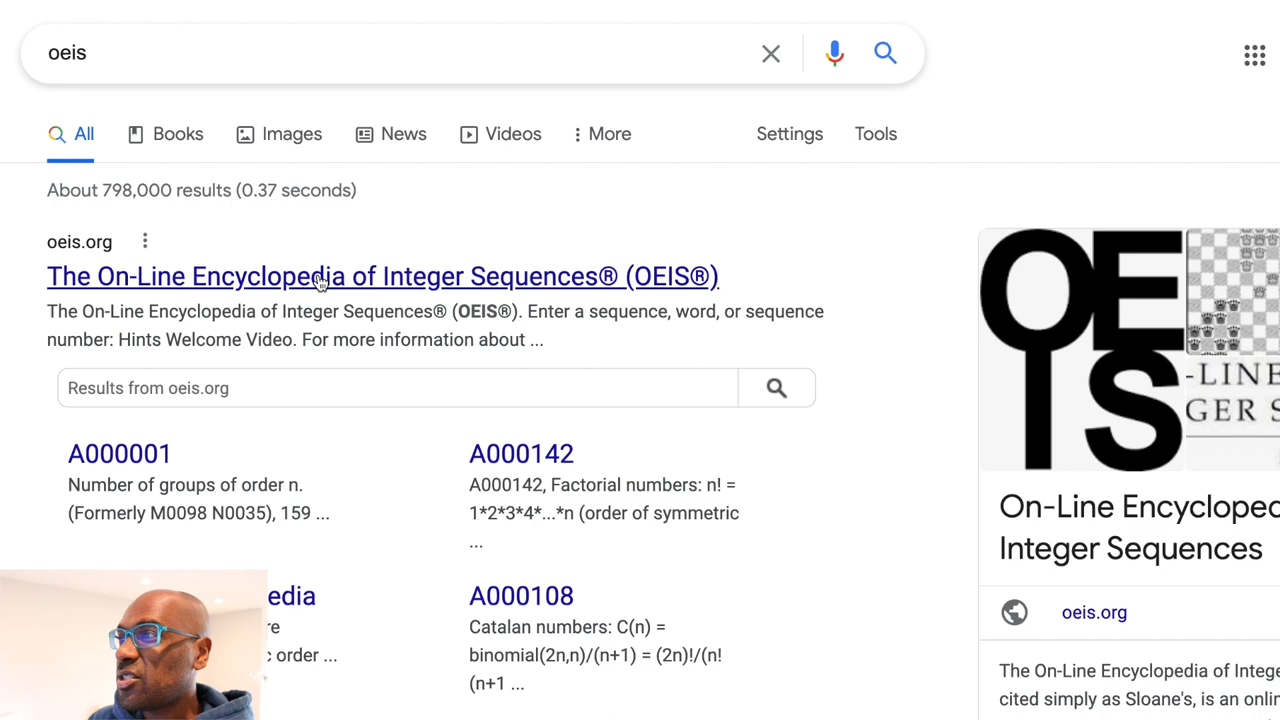 oeis
All
Books
Images
News
Videos
More
Settings
Tools
About 798,000 results (0.37 seconds)
oeis.org
The On-Line Encyclopedia of Integer Sequences® (OEIS®)
The On-Line Encyclopedia of Integer Sequences® (OEIS®). Enter a sequence, word, or sequence
number: Hints Welcome Video. For more information about ...
Results from oeis.org
A000001
Number of groups of order n.
(Formerly M0098 N0035), 159 ...
A000142
A000142, Factorial numbers: n! =
1*2*3*4*...*n (order of symmetric
...
edia
re
c order ...
A000108
Catalan numbers: C(n) =
binomial(2n,n)/(n+1) = (2n)!/(n!
(n+1 ...
OE
IS
-LINE
GER S
On-Line Encycloped
Integer Sequences
oeis.org
The On-Line Encyclopedia of Intege
cited simply as Sloane's, is an onlin